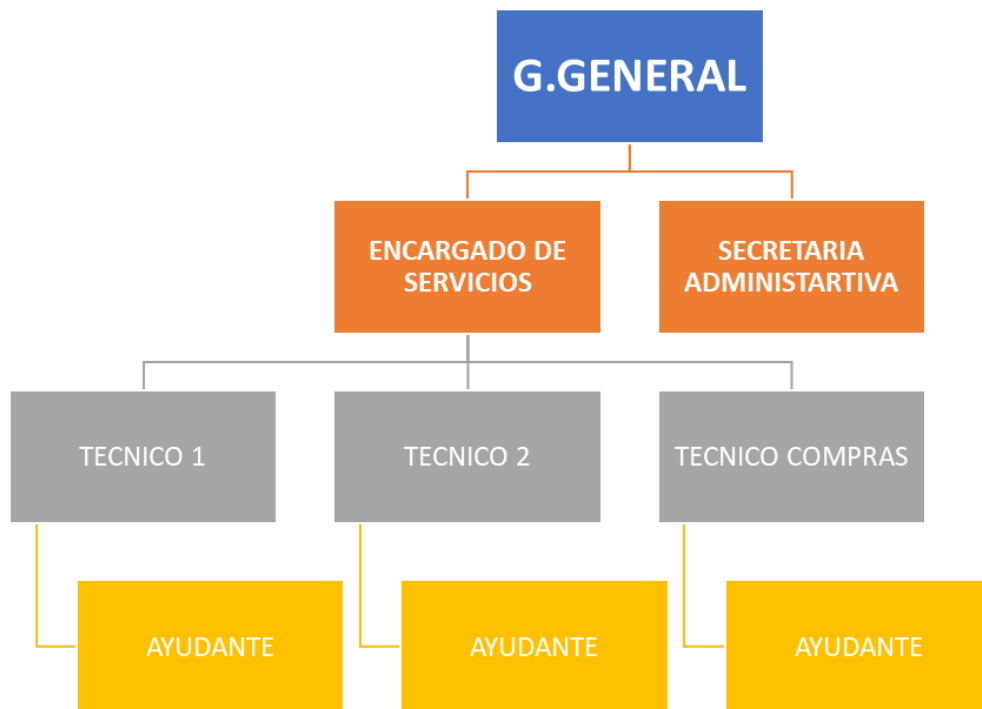 G.GENERAL
ENCARGADO DE
SERVICIOS
SECRETARIA
ADMINISTARTIVA
TECNICO 1
TECNICO 2
TECNICO COMPRAS
AYUDANTE
AYUDANTE
AYUDANTE